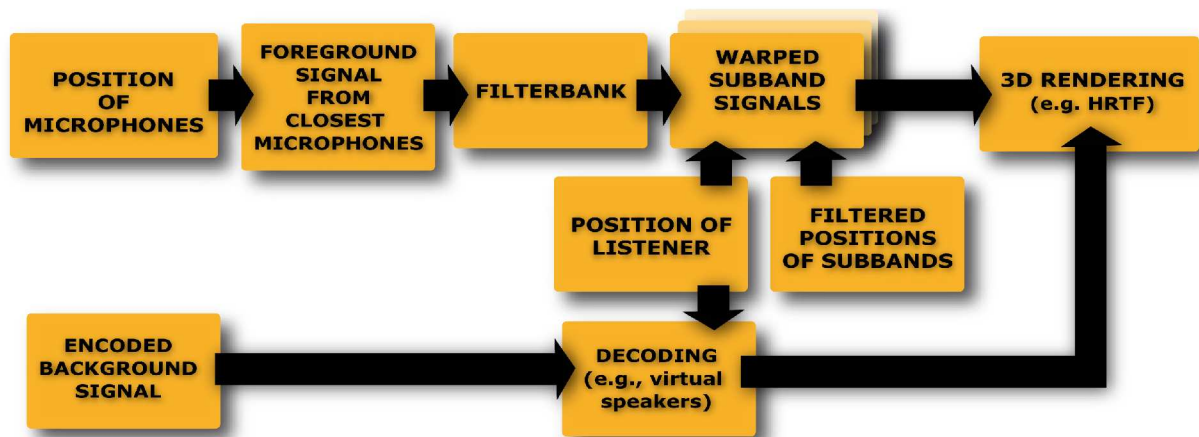 POSITION
OF
MICROPHONES
FOREGROUND
SIGNAL
FROM
CLOSEST
MICROPHONES
FILTERBANK
WARPED
SUBBAND
SIGNALS
3D RENDERING
(e.g. HRTF)
POSITION OF
LISTENER
FILTERED
POSITIONS
OF SUBBANDS
ENCODED
BACKGROUND
SIGNAL
DECODING
(e.g., virtual
speakers)